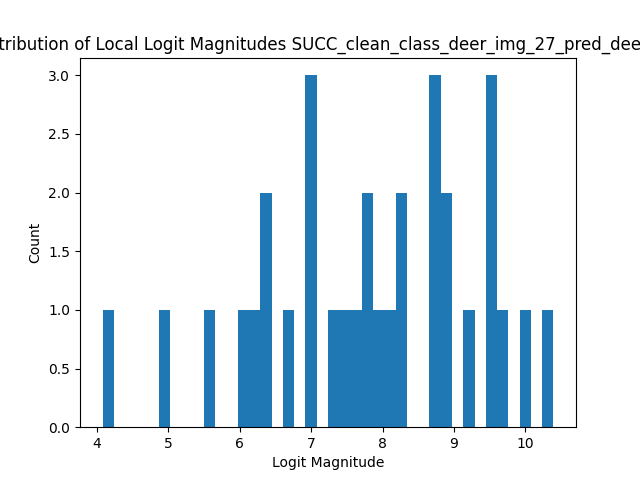 tribution of Local Logit Magnitudes SUCC_clean_class_deer_img_27_pred_dee
3.0
2.5
2.0
1.5
1.0
0.5
0.0
Count
4 5 6 7 8 9 10
Logit Magnitude